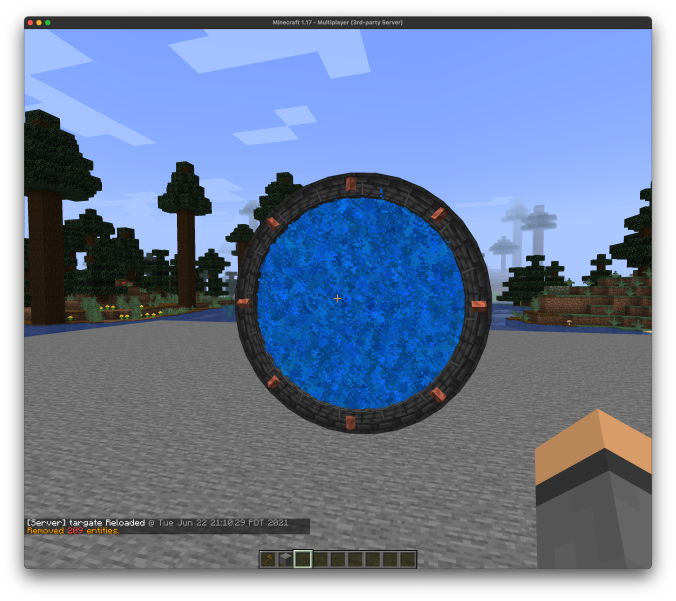 Minecraft 1.17 - Multiplayer (3rd-party Server)
[Server] targate Reloaded @ Tue Jun 22 21:10:29 PDT 2021
Removed 209 entities